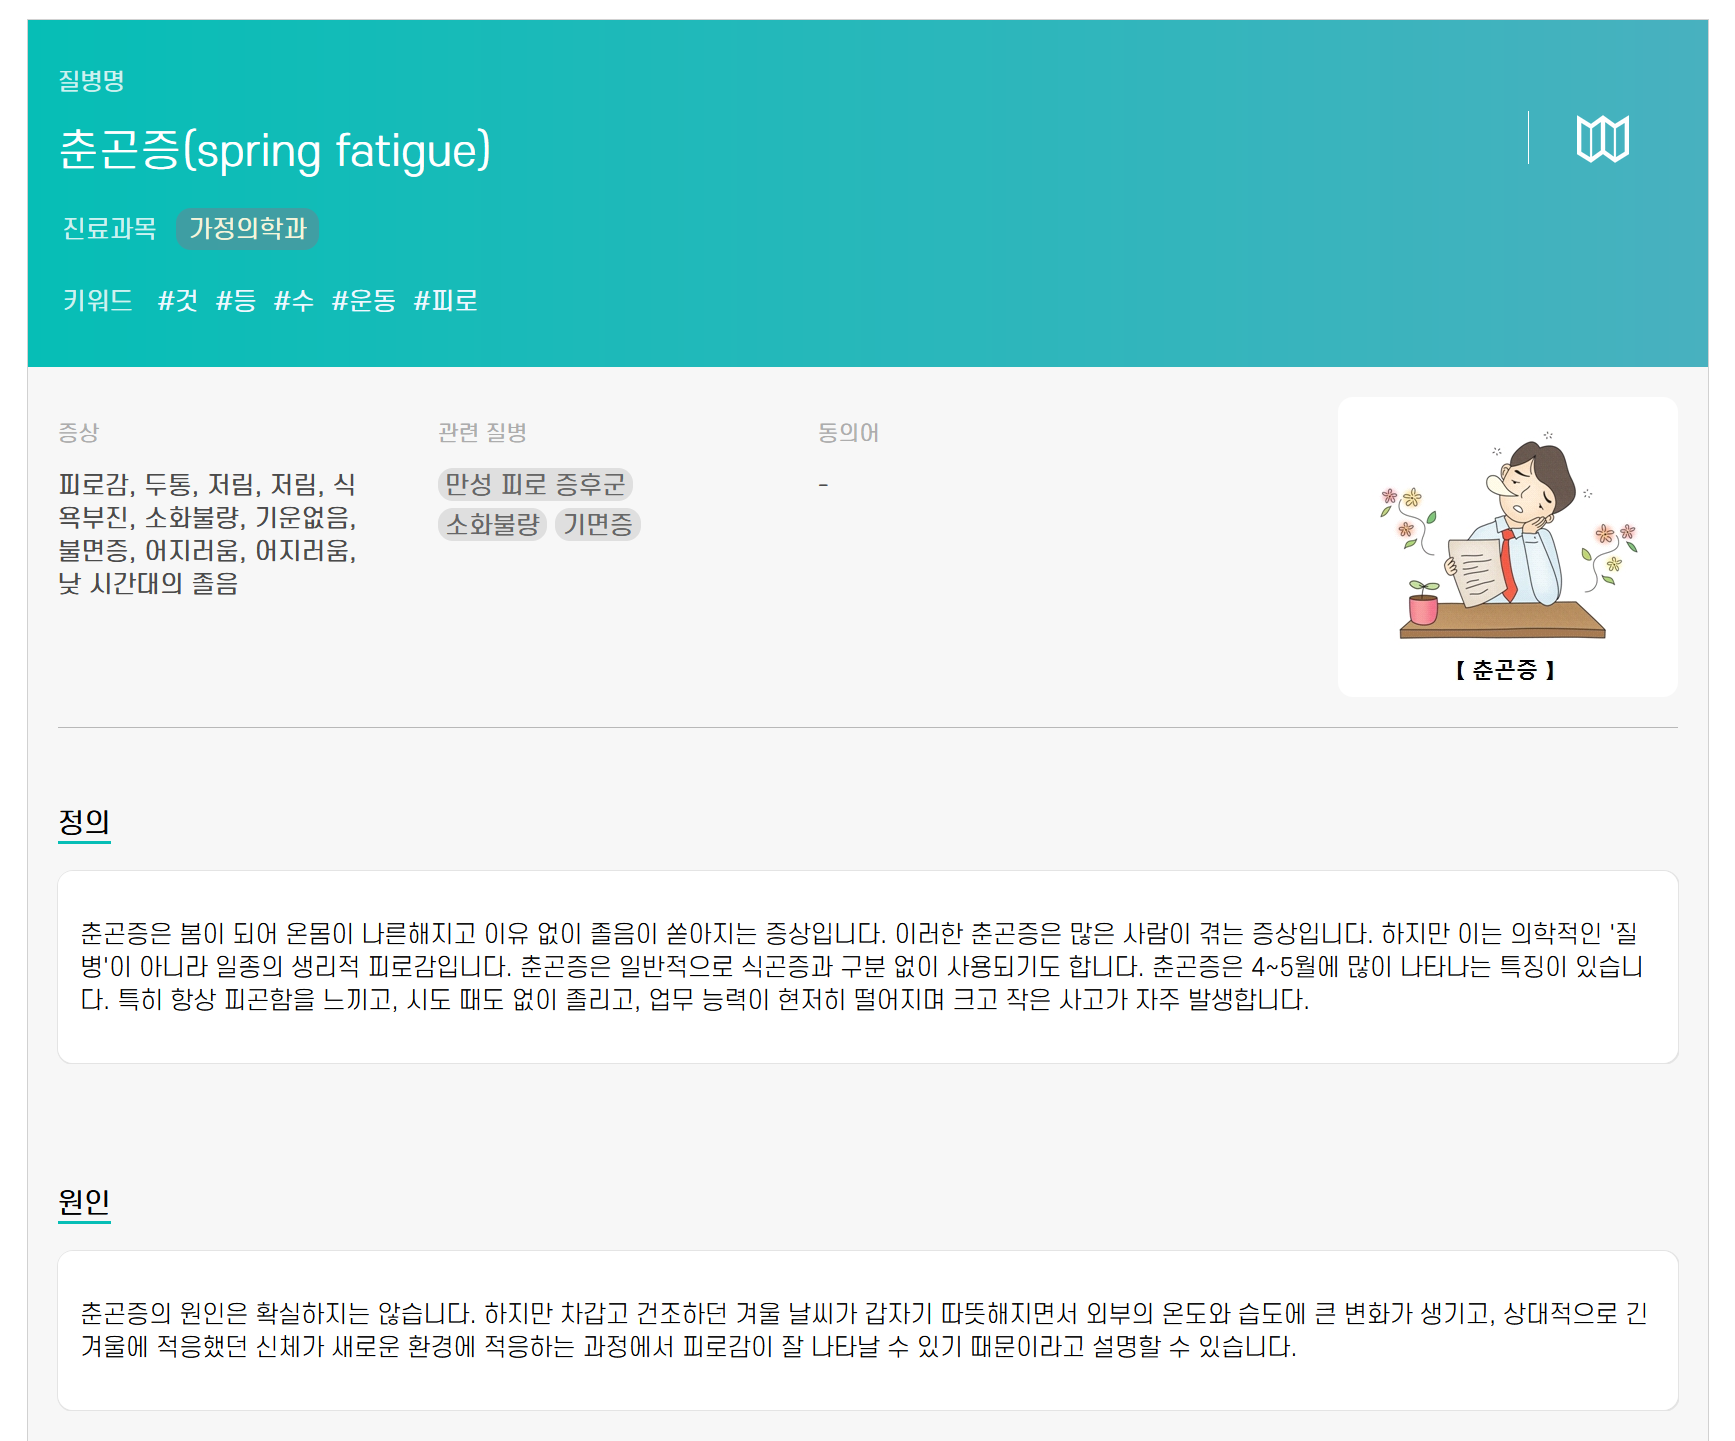 질병명
춘곤증(spring fatigue)
진료과목 가정의학과
키워드 #것 #등 #수 #운동 #피로
증상
피로감, 두통, 저림, 저림, 식
욕부진, 소화불량, 기운없음,
불면증, 어지러움, 어지러움,
낮 시간대의 졸음
관련 질병
만성 피로 증후군
소화불량 기면증
동의어
-
【 춘곤증 】
정의
춘곤증은 봄이 되어 온몸이 나른해지고 이유 없이 졸음이 쏟아지는 증상입니다. 이러한 춘곤증은 많은 사람이 겪는 증상입니다. 하지만 이는 의학적인 '질
병'이 아니라 일종의 생리적 피로감입니다. 춘곤증은 일반적으로 식곤증과 구분 없이 사용되기도 합니다. 춘곤증은 4~5월에 많이 나타나는 특징이 있습니
다. 특히 항상 피곤함을 느끼고, 시도 때도 없이 졸리고, 업무 능력이 현저히 떨어지며 크고 작은 사고가 자주 발생합니다.
원인
춘곤증의 원인은 확실하지는 않습니다. 하지만 차갑고 건조하던 겨울 날씨가 갑자기 따뜻해지면서 외부의 온도와 습도에 큰 변화가 생기고, 상대적으로 긴
겨울에 적응했던 신체가 새로운 환경에 적응하는 과정에서 피로감이 잘 나타날 수 있기 때문이라고 설명할 수 있습니다.